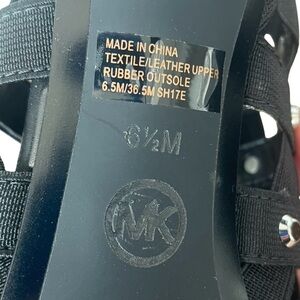 MADE IN CHINA
TEXTILE/LEATHER UPPER
RUBBER OUTSOLE
6.5M/36.5M SH17E
6½M
MK